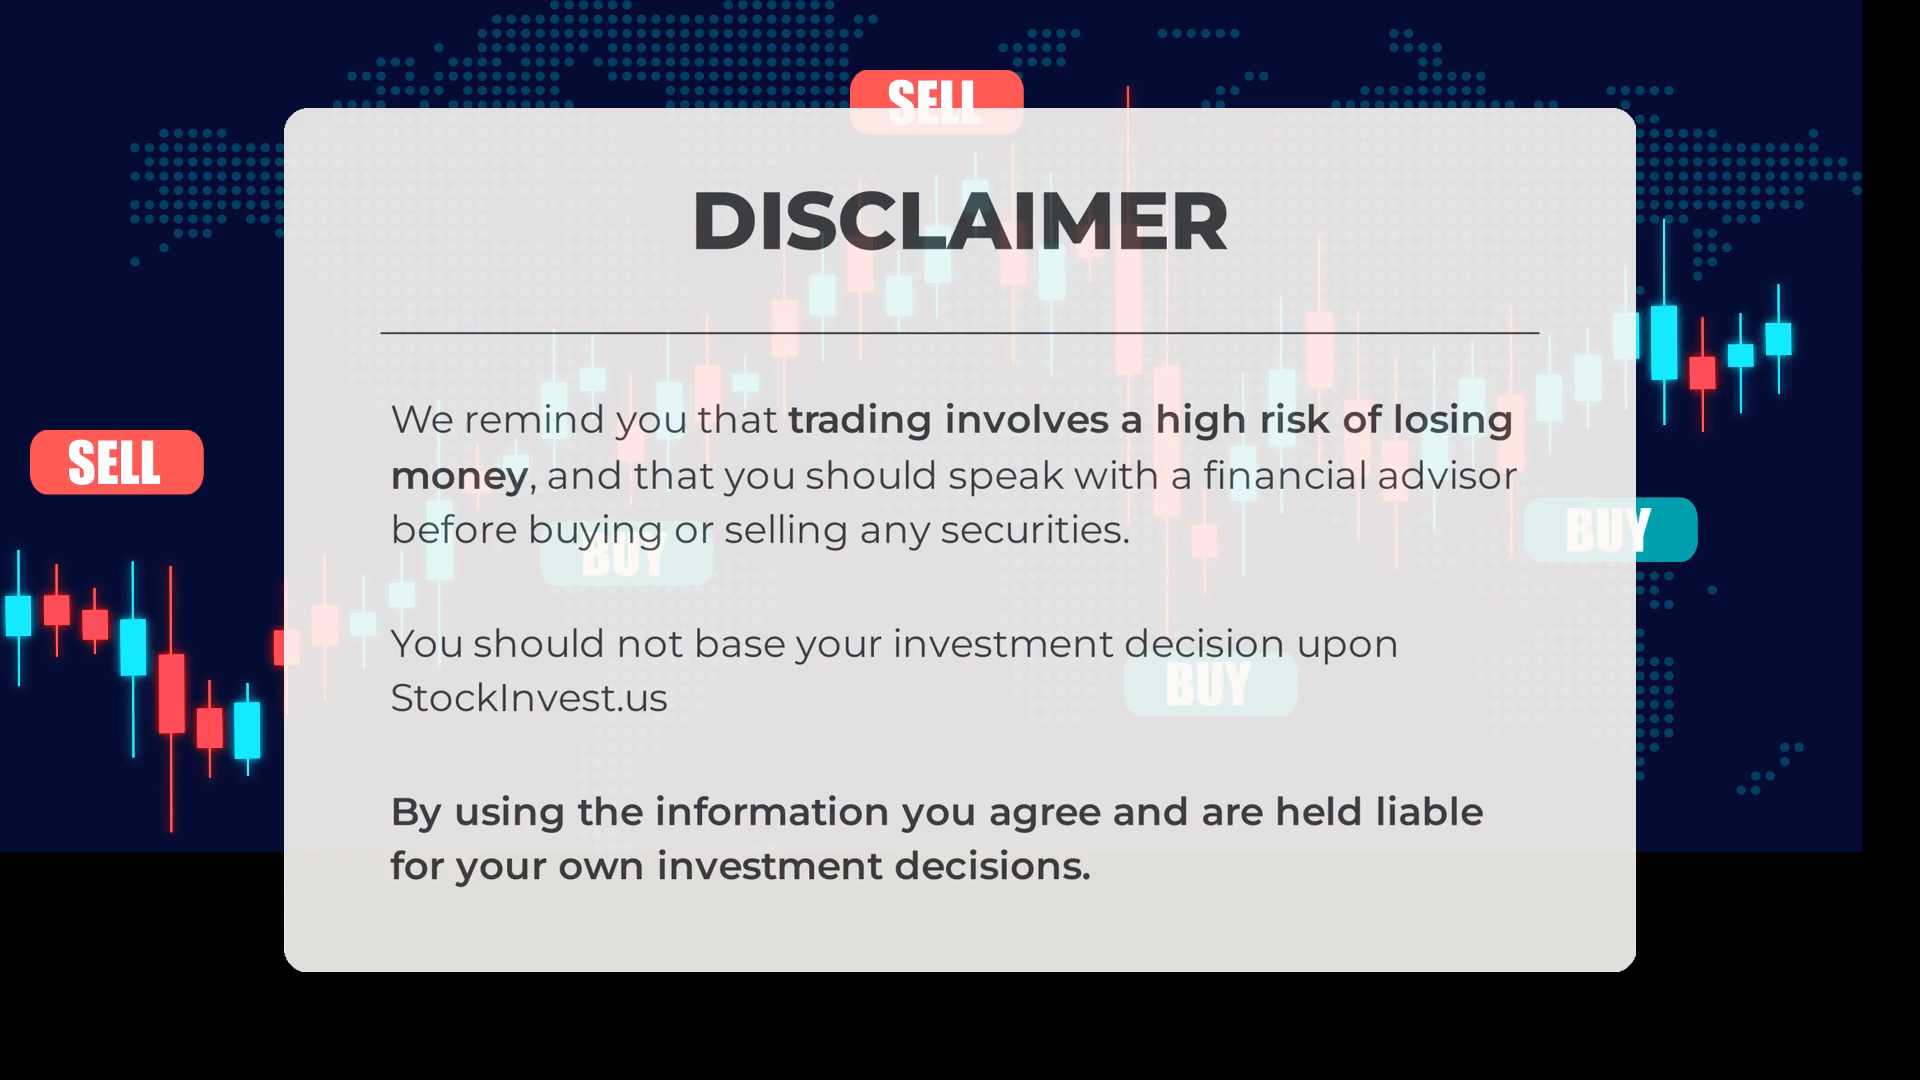 SELL
DISCLAIMER
We remind you that trading involves a high risk of losing
money, and that you should speak with a financial advisor
before buying or selling any securities.
SELL
BUY
BUY
You should not base your investment decision upon
StockInvest.us
BUY
By using the information you agree and are held liable
for your own investment decisions.